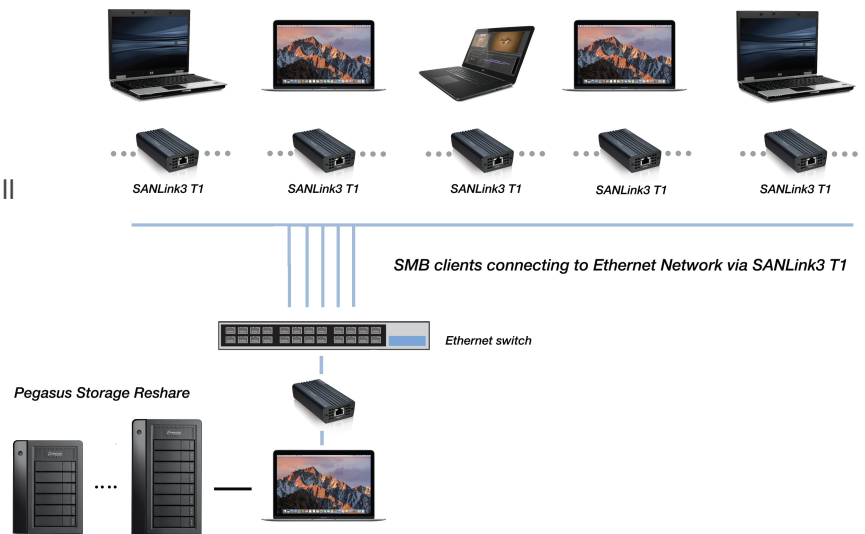 SANLink3 T1
SANLink3 T1
SANLink3 T1
SANLink3 T1
SANLink3 T1
ll
SMB clients connecting to Ethernet Network via SANLink3 T1
Ethernet switch
Pegasus Storage Reshare